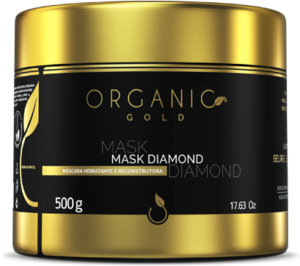 ORGANIC
GOLD
MASK
MASK DIAMOND
DIAMOND
MÁSCARA HIDRATANTE E RECONSTRUTORA
500g
17.63 Oz